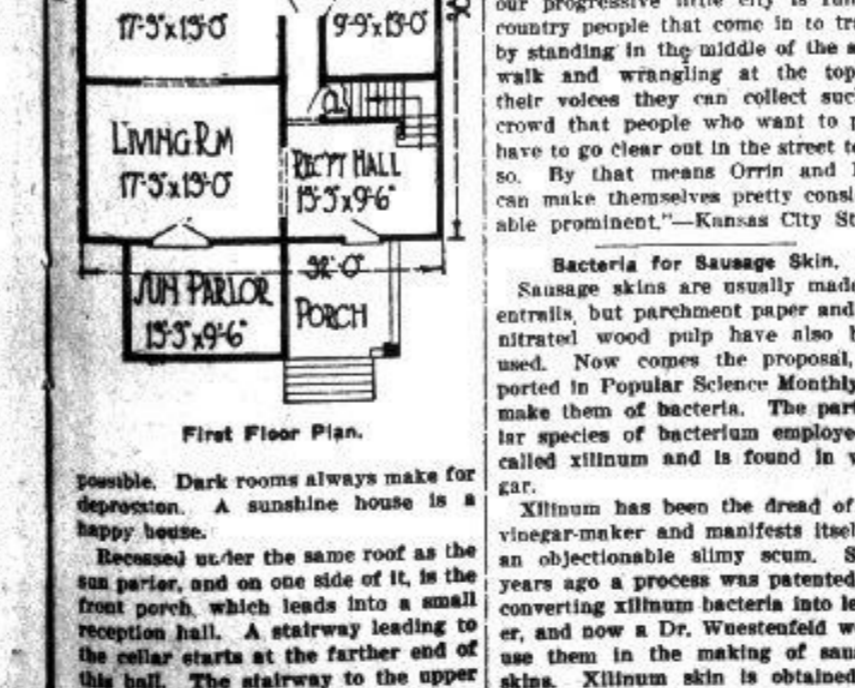 17'-3"x13'-0"
9'-9"x13'-0"
LIVING RM
17'-3"x13'-0"
REC'PT HALL
13'-3"x9'-6"
32'-0"
SUN PARLOR
13'-3"x9'-6"
PORCH
First Floor Plan.
possible. Dark rooms always make for
depression. A sunshine house is a
happy house.
Recessed under the same roof as the
sun parlor, and on one side of it, is the
front porch, which leads into a small
reception hall. A stairway leading to
the cellar starts at the farther end of
this hall. The stairway to the upper
our progressive little city is
country people that come in to
by standing in the middle of the
walk and wrangling at the top
their voices they can collect
crowd that people who want to
have to go clear out in the street
so. By that means Orrin and
can make themselves pretty
able prominent."—Kansas City
Bacteria for Sausage Skin.
Sausage skins are usually made
entrails, but parchment paper and
nitrated wood pulp have also
used. Now comes the proposal,
ported in Popular Science Monthly
make them of bacteria. The
lar species of bacterium
called xilinum and is found in
gar.
Xilinum has been the dread of
vinegar-maker and manifests
an objectionable slimy scum.
years ago a process was patented
converting xilinum bacteria into
er, and now a Dr. Wuestenfeld
use them in the making of
skins. Xilinum skin is obtained